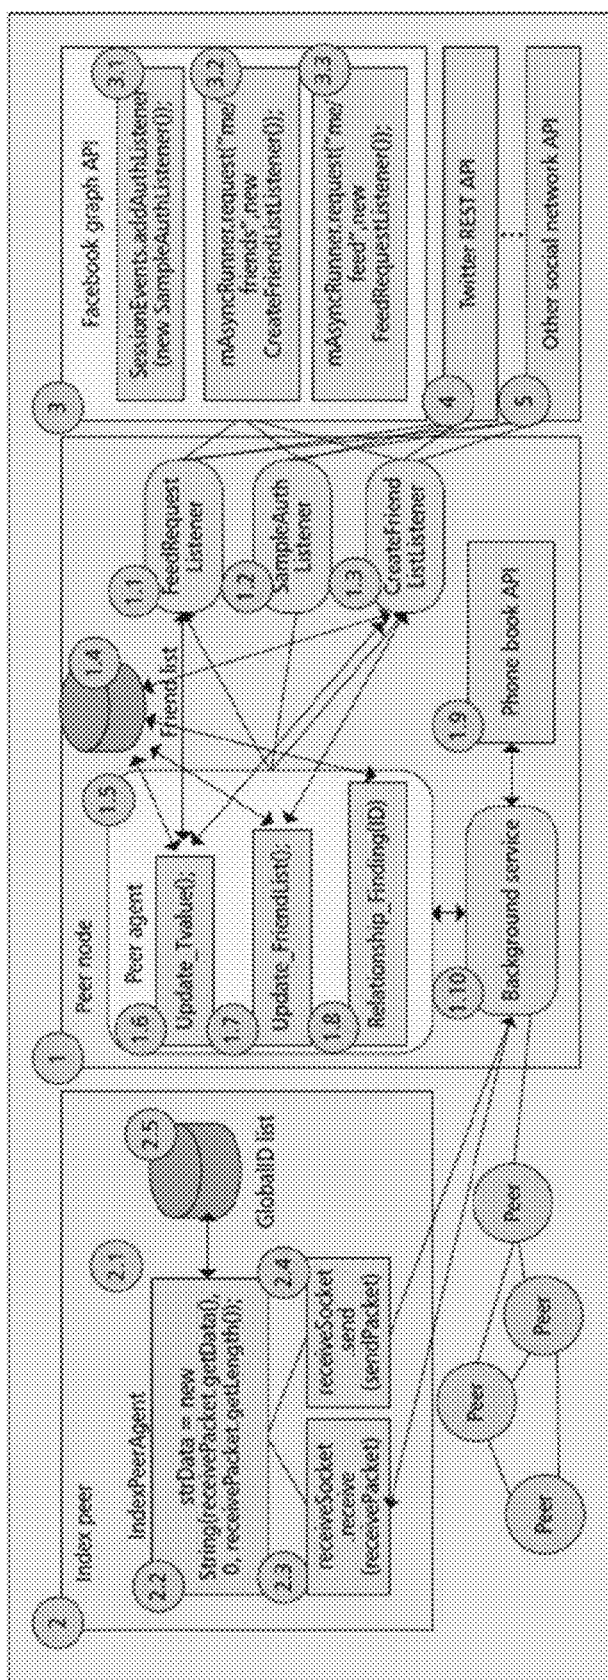 2
Index peer
2.1
IndexPeerAgent
2.2
strData = new
String(receivePacket.getData(),
0, receivePacket.getLength());
2.5
GlobalID list
2.3
receiveSocket
.receive
(receivePacket)
2.4
receiveSocket
.send
(sendPacket)
Peer
Peer
Peer
Peer
1
Peer node
1.5
Peer agent
1.6
Update_Tvalue();
1.7
Update_FriendList();
1.8
Relationship_Finding(ID)
1.4
Friend list
1.1
FeedRequest
Listener
1.2
SampleAuth
Listener
1.3
CreateFriend
ListListener
1.10
Background service
1.9
Phone book API
3
Facebook graph API
3.1
SessionEvents.addAuthListener
(new SampleAuthListener());
3.2
mAsyncRunner.request("me/
friends",new
CreateFriendListListener());
3.3
mAsyncRunner.request("me/
feed",new
FeedRequestListener());
4
Twitter REST API
5
Other social network API